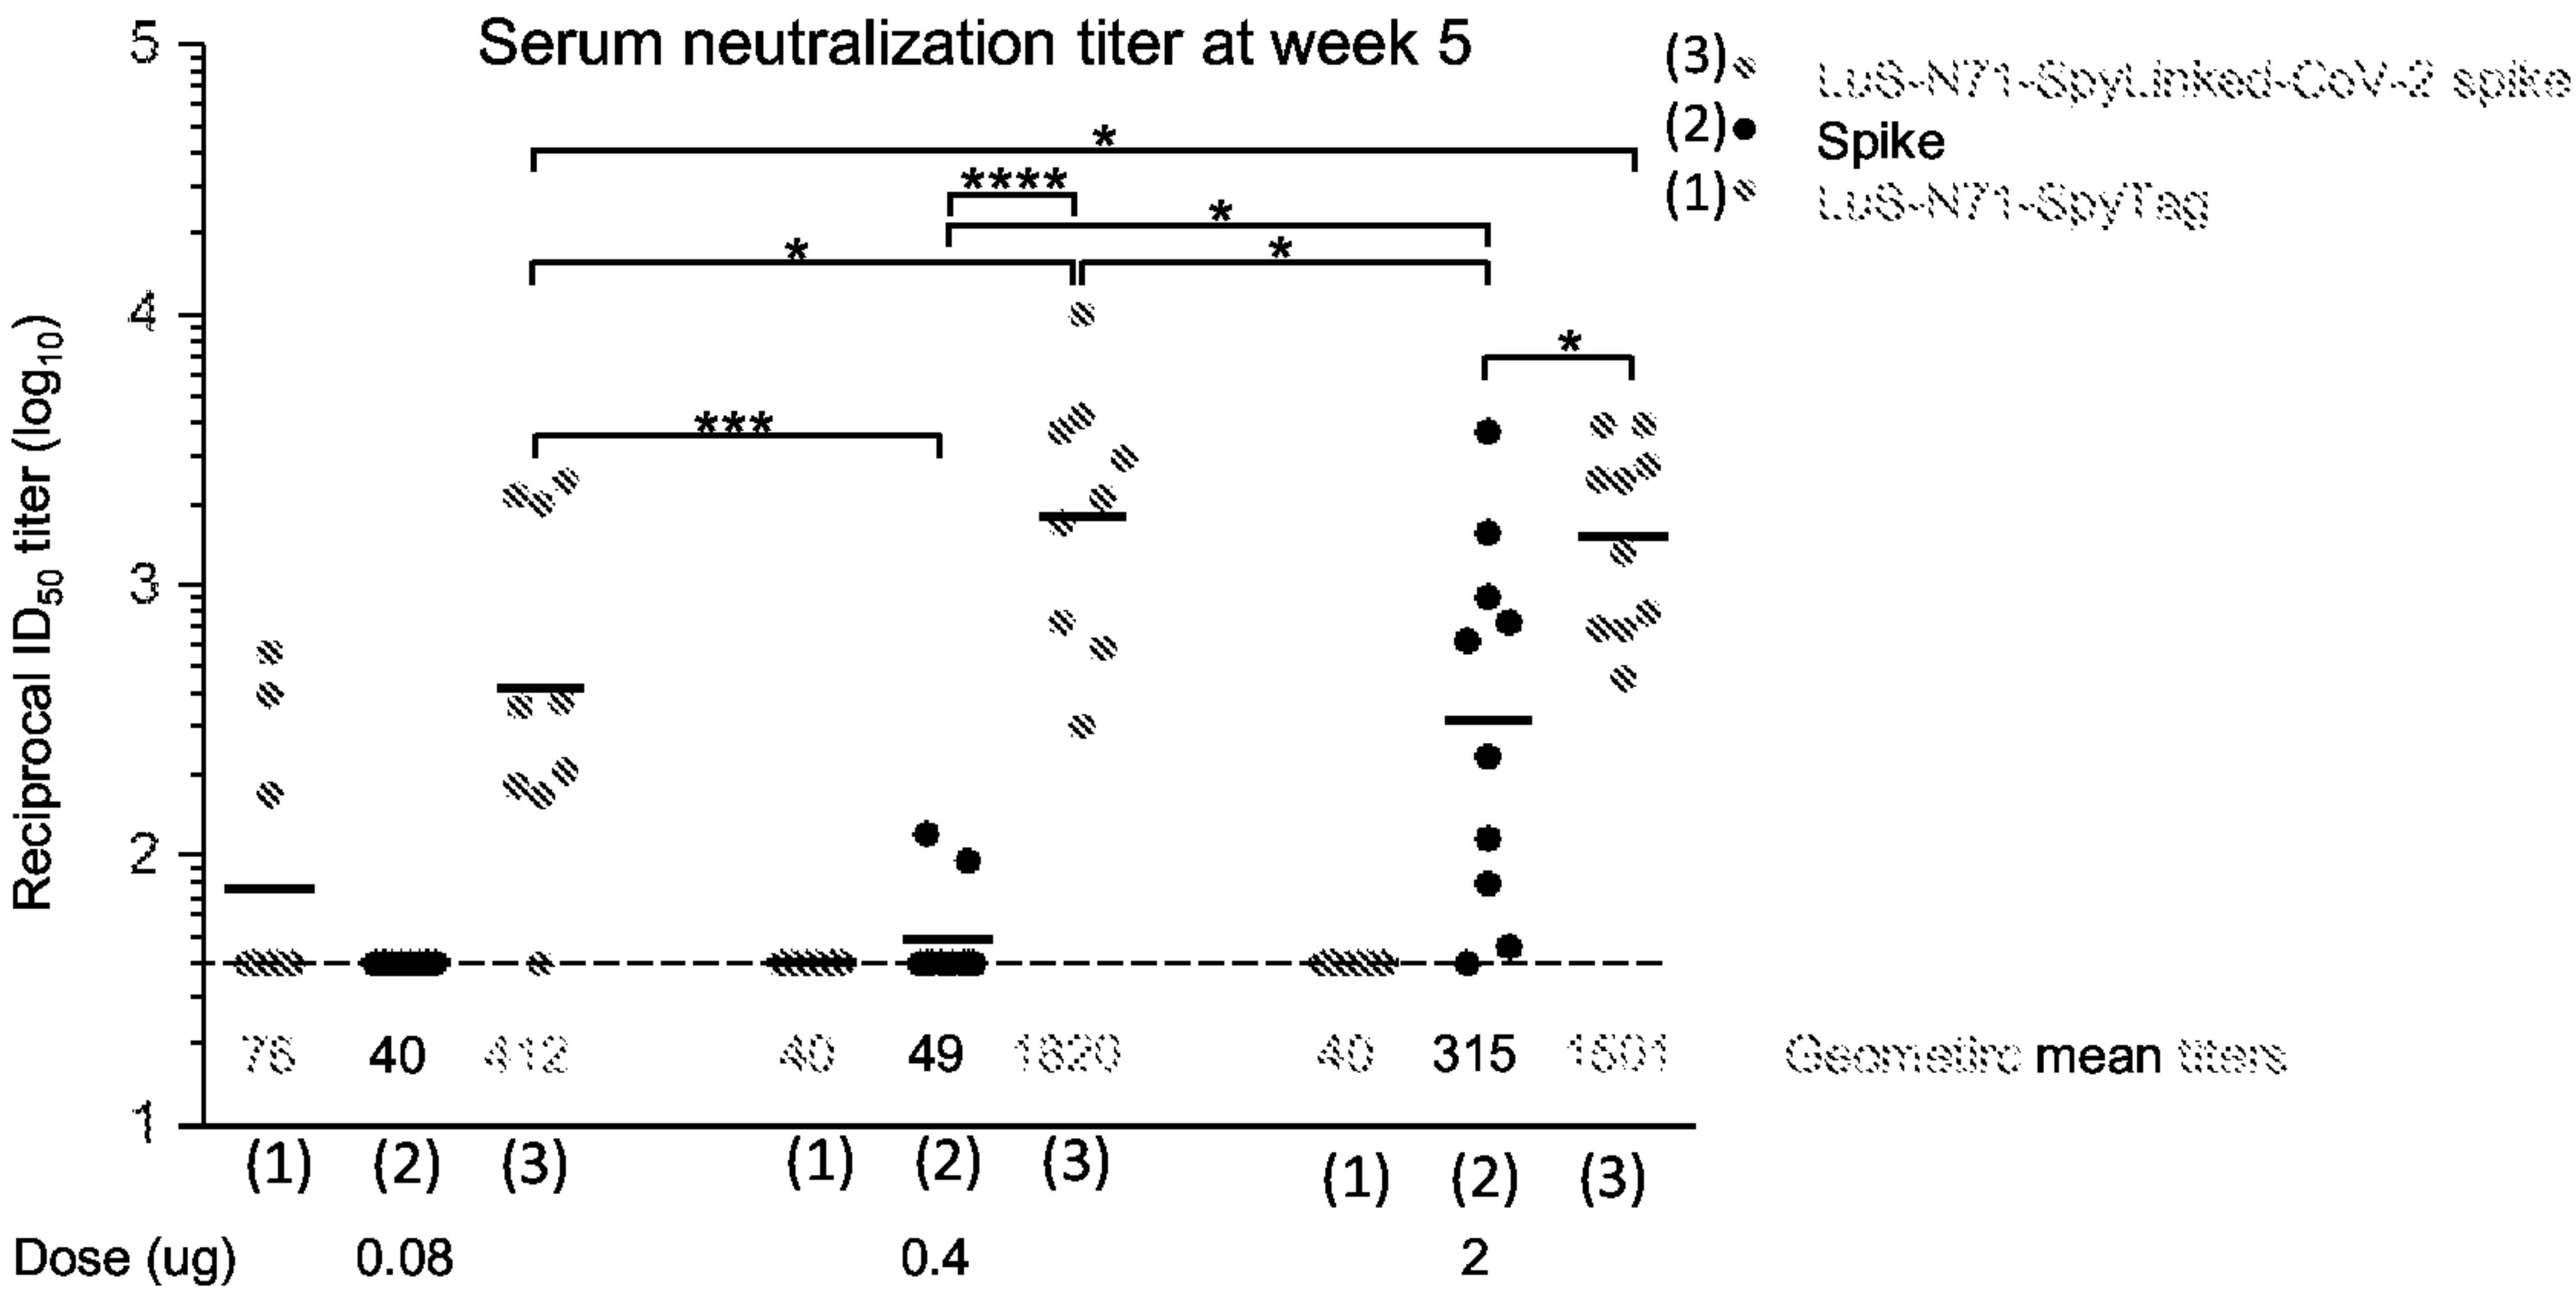 Serum neutralization titer at week 5
(3) LuS-N71-SpyLinked-CoV-2 spike
(2) Spike
(1) LuS-N71-SpyTag
Reciprocal ID50 titer (log10)
5
4
3
2
1
*
****
*
*
*
*
***
76 40 412 40 49 1820 40 315 1501 Geometirc mean titers
(1) (2) (3) (1) (2) (3) (1) (2) (3)
Dose (ug) 0.08 0.4 2